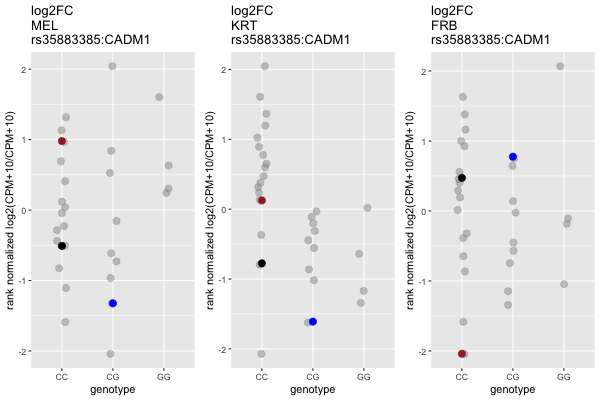 log2FC
MEL
rs35883385:CADM1
rank normalized log2(CPM+10/CPM+10)
2
1
0
-1
-2
CC
CG
GG
genotype
log2FC
KRT
rs35883385:CADM1
rank normalized log2(CPM+10/CPM+10)
2
1
0
-1
-2
CC
CG
GG
genotype
log2FC
FRB
rs35883385:CADM1
rank normalized log2(CPM+10/CPM+10)
2
1
0
-1
-2
CC
CG
GG
genotype